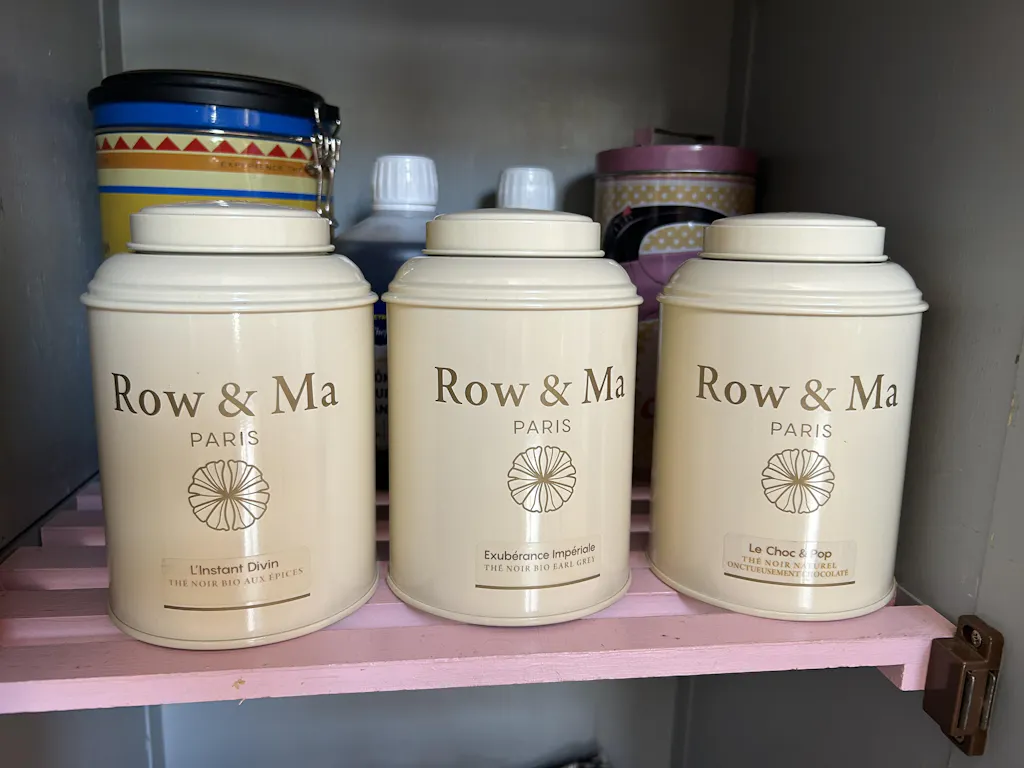 Row & Ma
PARIS
L'Instant Divin
THÉ NOIR BIO AUX ÉPICES
Row & Ma
PARIS
Exubérance Impériale
THÉ NOIR BIO EARL GREY
Row & Ma
PARIS
Le Choc & Pop
THÉ NOIR NATUREL
ONCTUEUSEMENT CHOCOLATÉ